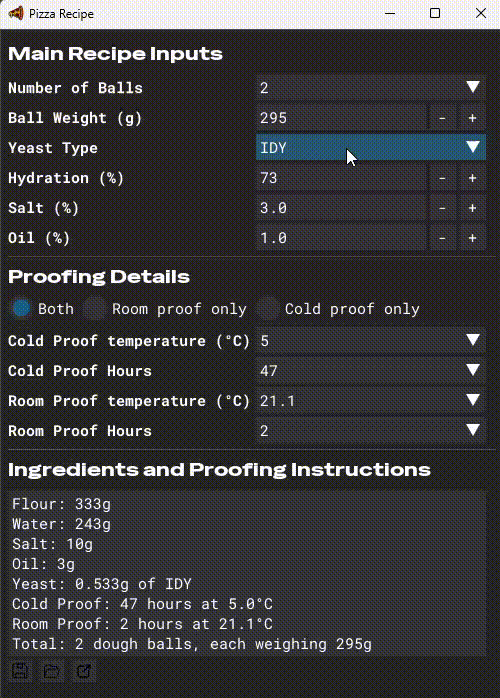 Pizza Recipe
Main Recipe Inputs
Number of Balls 2
Ball Weight (g) 295 - +
Yeast Type IDY
Hydration (%) 73 - +
Salt (%) 3.0 - +
Oil (%) 1.0 - +
Proofing Details
Both Room proof only Cold proof only
Cold Proof temperature (°C) 5
Cold Proof Hours 47
Room Proof temperature (°C) 21.1
Room Proof Hours 2
Ingredients and Proofing Instructions
Flour: 333g
Water: 243g
Salt: 10g
Oil: 3g
Yeast: 0.533g of IDY
Cold Proof: 47 hours at 5.0°C
Room Proof: 2 hours at 21.1°C
Total: 2 dough balls, each weighing 295g